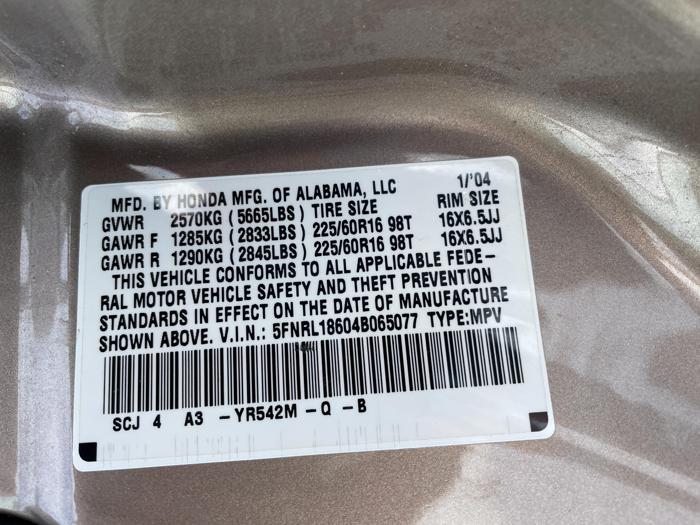 MFD. BY HONDA MFG. OF ALABAMA, LLC 1/'04
GVWR 2570KG (5665LBS) TIRE SIZE RIM SIZE
GAWR F 1285KG (2833LBS) 225/60R16 98T 16X6.5JJ
GAWR R 1290KG (2845LBS) 225/60R16 98T 16X6.5JJ
THIS VEHICLE CONFORMS TO ALL APPLICABLE FEDE-
RAL MOTOR VEHICLE SAFETY AND THEFT PREVENTION
STANDARDS IN EFFECT ON THE DATE OF MANUFACTURE
SHOWN ABOVE. V.I.N.: 5FNRL18604B065077 TYPE:MPV
SCJ 4 A3 -YR542M -Q -B